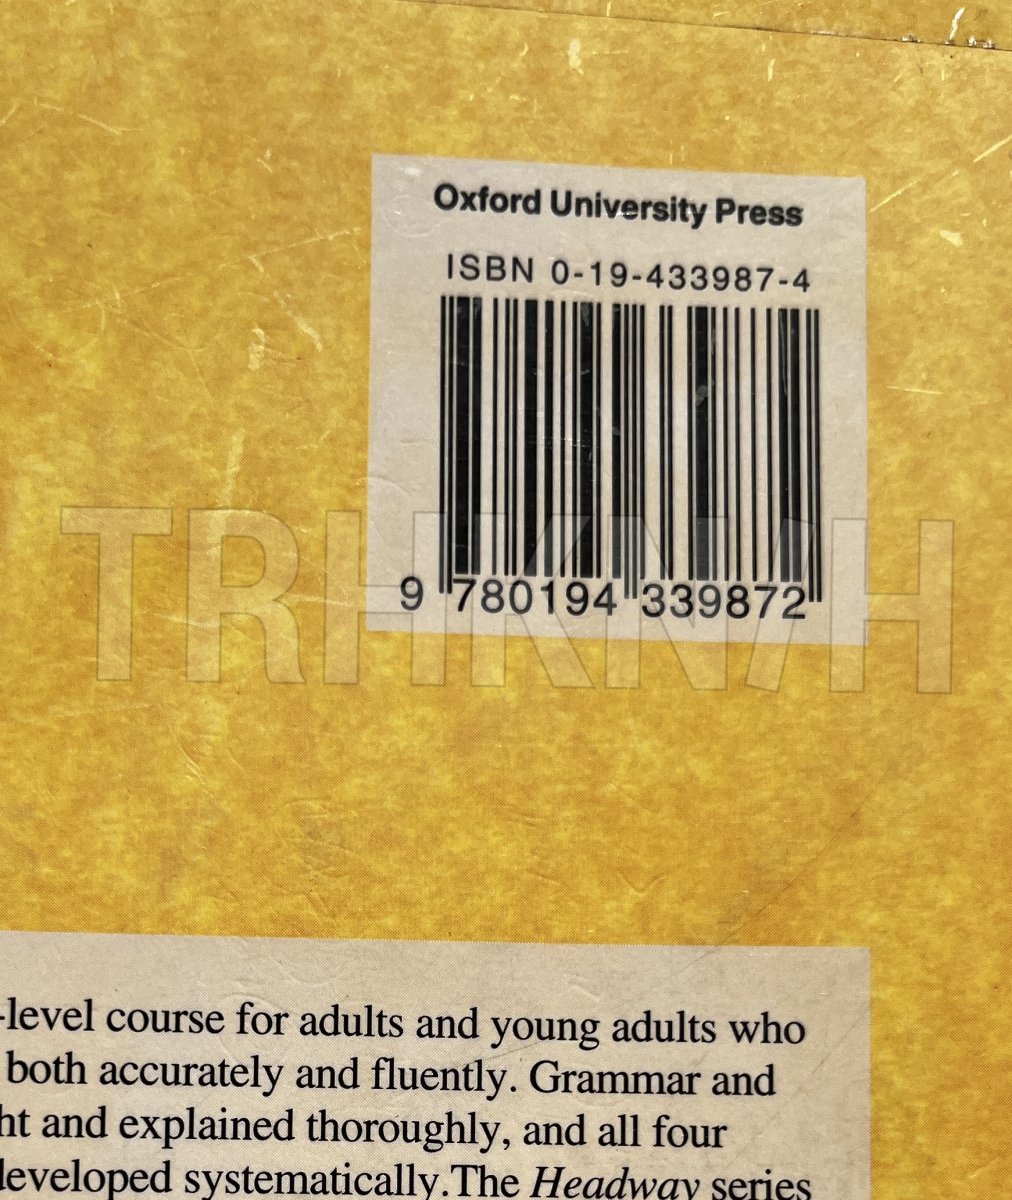 Oxford University Press
ISBN 0-19-433987-4
9 780194 339872
TRHKN/H
-level course for adults and young adults who
both accurately and fluently. Grammar and
ht and explained thoroughly, and all four
developed systematically. The Headway series